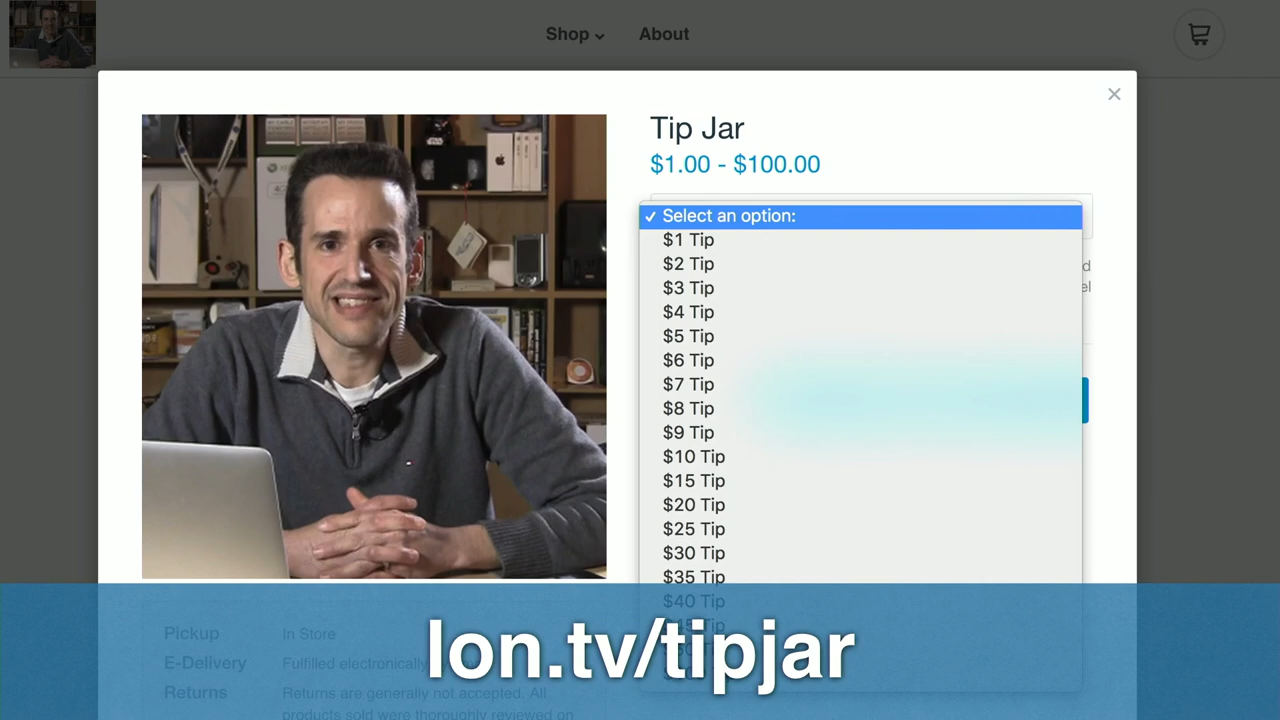 Shop
About
Tip Jar
$1.00 - $100.00
✓ Select an option:
$1 Tip
$2 Tip
$3 Tip
$4 Tip
$5 Tip
$6 Tip
$7 Tip
$8 Tip
$9 Tip
$10 Tip
$15 Tip
$20 Tip
$25 Tip
$30 Tip
$35 Tip
$40 Tip
Pickup In Store
E-Delivery Fulfilled electronically
Returns Returns are generally not accepted. All
products sold were thoroughly reviewed on
lon.tv/tipjar